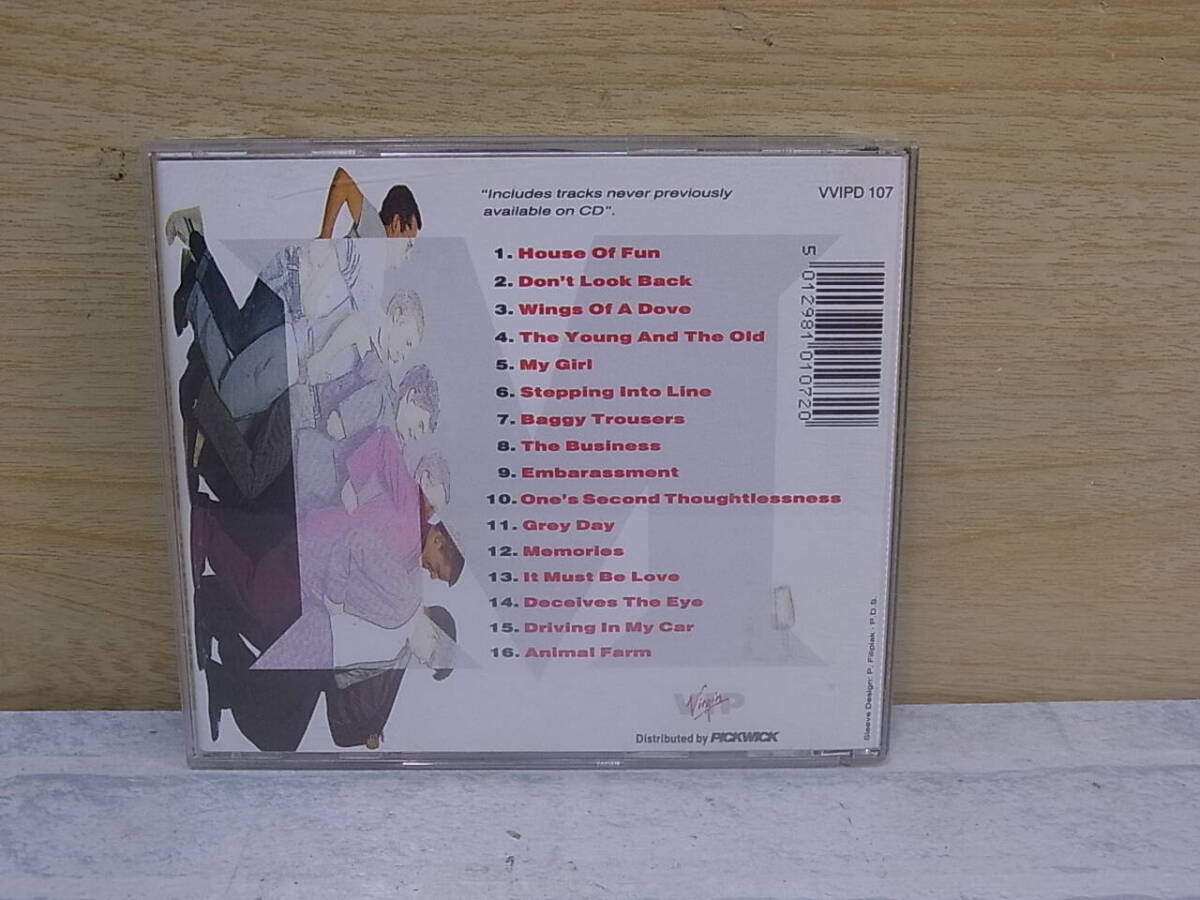 "Includes tracks never previously
available on CD".
VVIPD 107
1. House Of Fun
2. Don't Look Back
3. Wings Of A Dove
4. The Young And The Old
5. My Girl
6. Stepping Into Line
7. Baggy Trousers
8. The Business
9. Embarassment
10. One's Second Thoughtlessness
11. Grey Day
12. Memories
13. It Must Be Love
14. Deceives The Eye
15. Driving In My Car
16. Animal Farm
5 012981 010720
M
Virgin
VIP
Distributed by PICKWICK
Sleeve Design: P. Filipiak - P.D.S.